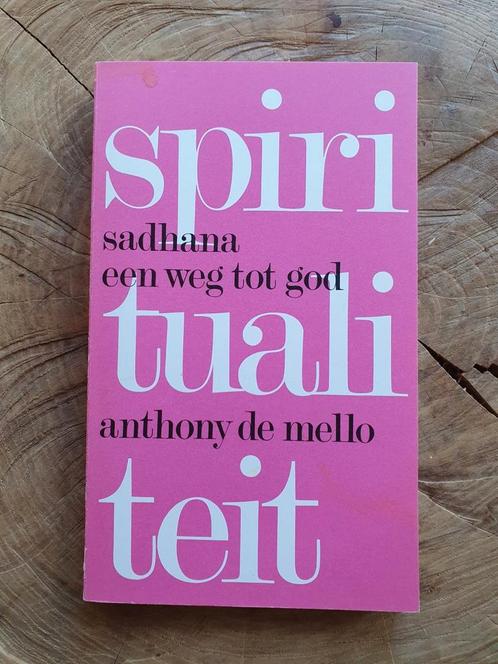 spiri
sadhana
een weg tot god
tuali
anthony de mello
teit